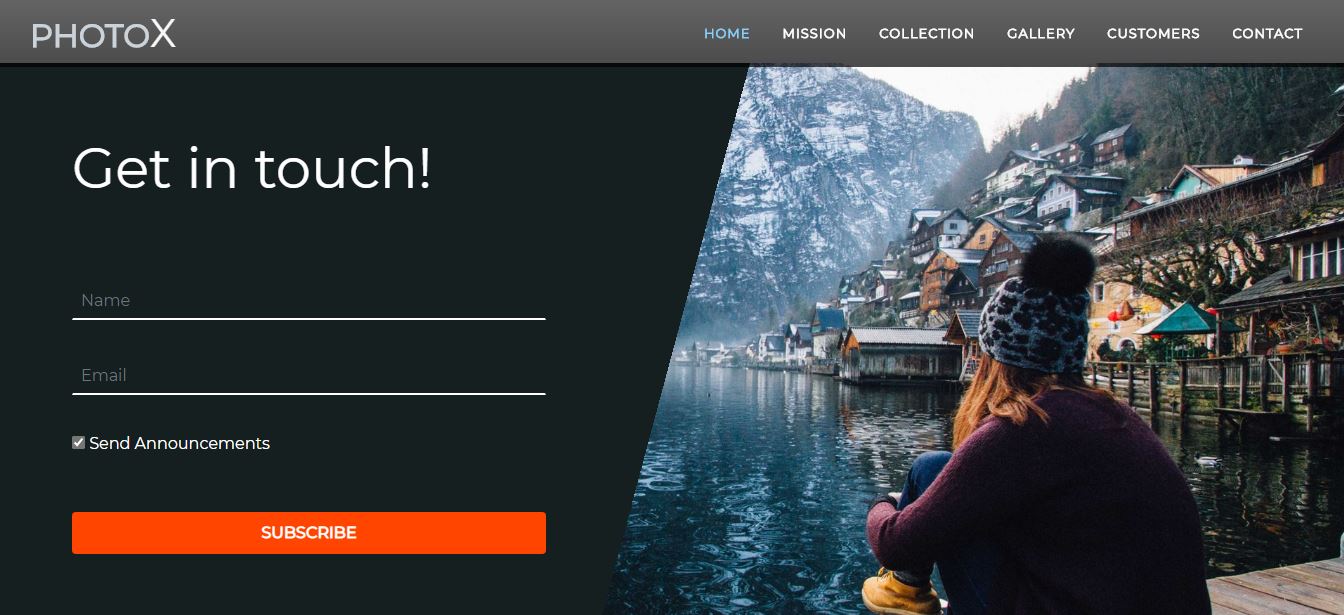 PHOTOX
HOME MISSION COLLECTION GALLERY CUSTOMERS CONTACT
Get in touch!
Name
Email
Send Announcements
SUBSCRIBE